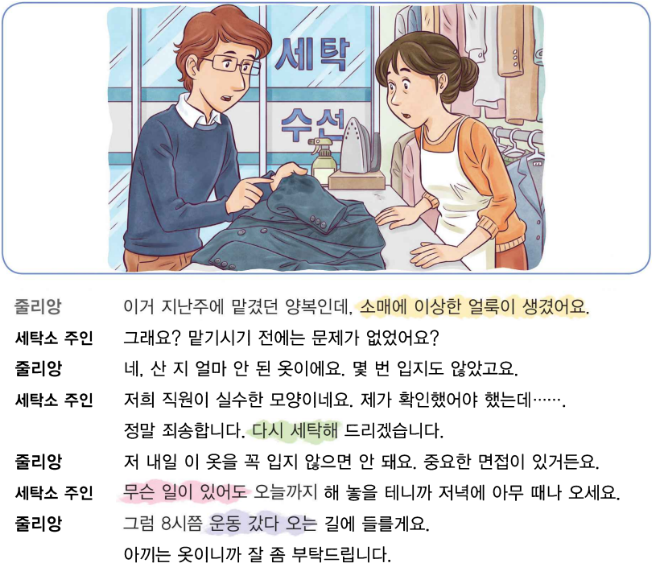 세탁
수선
줄리앙 이거 지난주에 맡겼던 양복인데, 소매에 이상한 얼룩이 생겼어요.
세탁소 주인 그래요? 맡기시기 전에는 문제가 없었어요?
줄리앙 네, 산 지 얼마 안 된 옷이에요. 몇 번 입지도 않았고요.
세탁소 주인 저희 직원이 실수한 모양이네요. 제가 확인했어야 했는데…….
정말 죄송합니다. 다시 세탁해 드리겠습니다.
줄리앙 저 내일 이 옷을 꼭 입지 않으면 안 돼요. 중요한 면접이 있거든요.
세탁소 주인 무슨 일이 있어도 오늘까지 해 놓을 테니까 저녁에 아무 때나 오세요.
줄리앙 그럼 8시쯤 운동 갔다 오는 길에 들를게요.
아끼는 옷이니까 잘 좀 부탁드립니다.